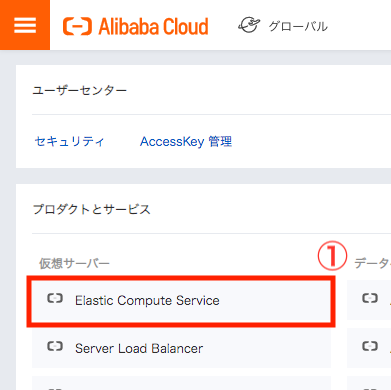 Alibaba Cloud
グローバル
ユーザーセンター
セキュリティ
AccessKey 管理
プロダクトとサービス
①
仮想サーバー
データ
Elastic Compute Service
Server Load Balancer